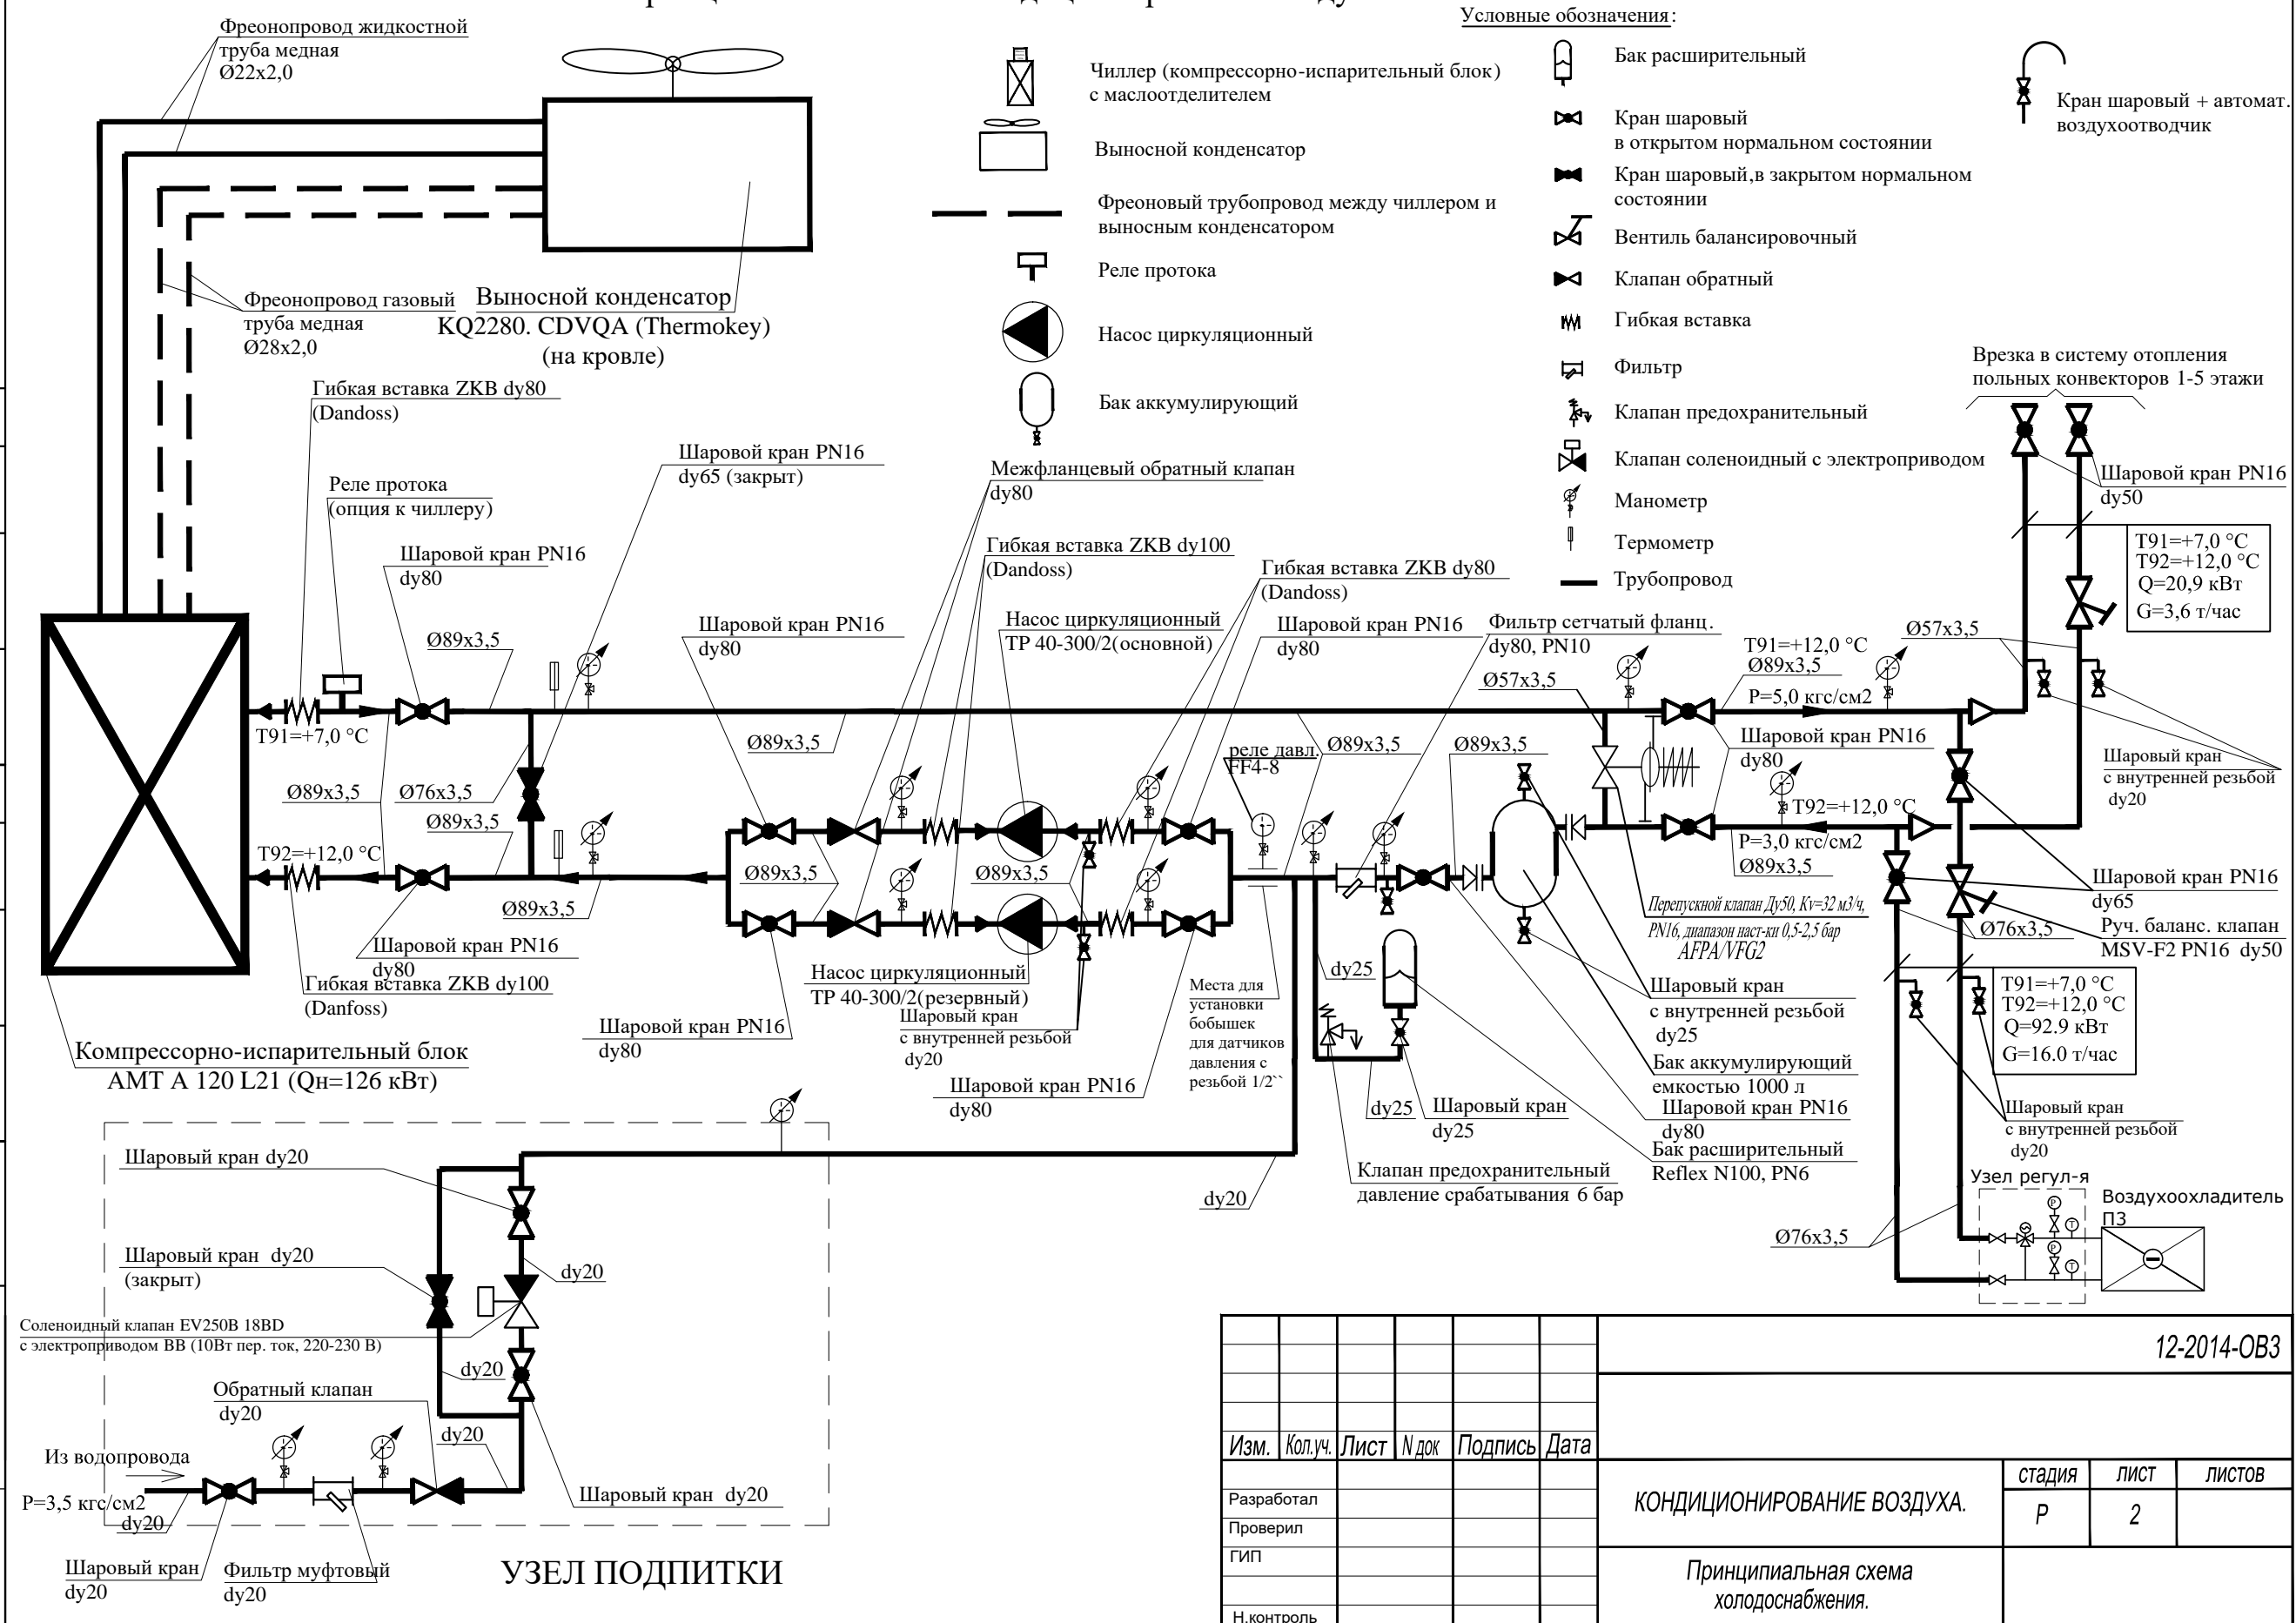 Условные обозначения:
Фреонопровод жидкостной
труба медная
Ø22x2,0
Чиллер (компрессорно-испарительный блок)
с маслоотделителем
Выносной конденсатор
Фреоновый трубопровод между чиллером и
выносным конденсатором
Реле протока
Насос циркуляционный
Бак аккумулирующий
Бак расширительный
Кран шаровый
в открытом нормальном состоянии
Кран шаровый,в закрытом нормальном
состоянии
Вентиль балансировочный
Клапан обратный
Гибкая вставка
Фильтр
Клапан предохранительный
Клапан соленоидный с электроприводом
Манометр
Термометр
Трубопровод
Кран шаровый + автомат.
воздухоотводчик
Фреонопровод газовый
труба медная
Ø28x2,0
Выносной конденсатор
KQ2280. CDVQA (Thermokey)
(на кровле)
Гибкая вставка ZKB dy80
(Dandoss)
Реле протока
(опция к чиллеру)
Шаровой кран PN16
dy80
Шаровой кран PN16
dy65 (закрыт)
Межфланцевый обратный клапан
dy80
Гибкая вставка ZKB dy100
(Dandoss)
Гибкая вставка ZKB dy80
(Dandoss)
Шаровой кран PN16
dy80
Насос циркуляционный
TP 40-300/2(основной)
Шаровой кран PN16
dy80
Фильтр сетчатый фланц.
dy80, PN10
Врезка в систему отопления
польных конвекторов 1-5 этажи
Шаровой кран PN16
dy50
T91=+7,0 °C
T92=+12,0 °C
Q=20,9 кВт
G=3,6 т/час
Ø89x3,5
Ø57x3,5
T91=+12,0 °C
Ø89x3,5
P=5,0 кгс/см2
Ø57x3,5
T91=+7,0 °C
Ø89x3,5
реле давл.
FF4-8
Ø89x3,5
Ø89x3,5
Шаровой кран PN16
dy80
Шаровый кран
с внутренней резьбой
dy20
Ø89x3,5
Ø76x3,5
Ø89x3,5
T92=+12,0 °C
T92=+12,0 °C
P=3,0 кгс/см2
Ø89x3,5
Ø89x3,5
Ø89x3,5
Ø89x3,5
Шаровой кран PN16
dy80
Гибкая вставка ZKB dy100
(Danfoss)
Перепускной клапан Ду50, Kv=32 м3/ч,
PN16, диапазон наст-ки 0,5-2,5 бар
AFPA/VFG2
Шаровой кран PN16
dy65
Ø76x3,5
Руч. баланс. клапан
MSV-F2 PN16 dy50
Насос циркуляционный
TP 40-300/2(резервный)
Шаровый кран
с внутренней резьбой
dy20
Шаровой кран PN16
dy80
Места для
установки
бобышек
для датчиков
давления с
резьбой 1/2``
dy25
Шаровый кран
с внутренней резьбой
dy25
T91=+7,0 °C
T92=+12,0 °C
Q=92.9 кВт
G=16.0 т/час
Компрессорно-испарительный блок
АМТ А 120 L21 (Qн=126 кВт)
Шаровой кран PN16
dy80
dy25
Шаровый кран
dy25
Бак аккумулирующий
емкостью 1000 л
Шаровой кран PN16
dy80
Бак расширительный
Reflex N100, PN6
Клапан предохранительный
давление срабатывания 6 бар
Шаровый кран
с внутренней резьбой
dy20
Узел регул-я
Воздухоохладитель
П3
P
T
P
T
Ø76x3,5
dy20
Шаровый кран dy20
Шаровый кран dy20
(закрыт)
dy20
Соленоидный клапан EV250B 18BD
с электроприводом BB (10Вт пер. ток, 220-230 В)
dy20
Обратный клапан
dy20
dy20
Из водопровода
P=3,5 кгс/см2
dy20
Шаровый кран dy20
Шаровый кран
dy20
Фильтр муфтовый
dy20
УЗЕЛ ПОДПИТКИ
12-2014-ОВ3
Изм. Кол.уч. Лист N док Подпись Дата
Разработал
Проверил
ГИП
Н.контроль
КОНДИЦИОНИРОВАНИЕ ВОЗДУХА.
стадия лист листов
Р 2
Принципиальная схема
холодоснабжения.